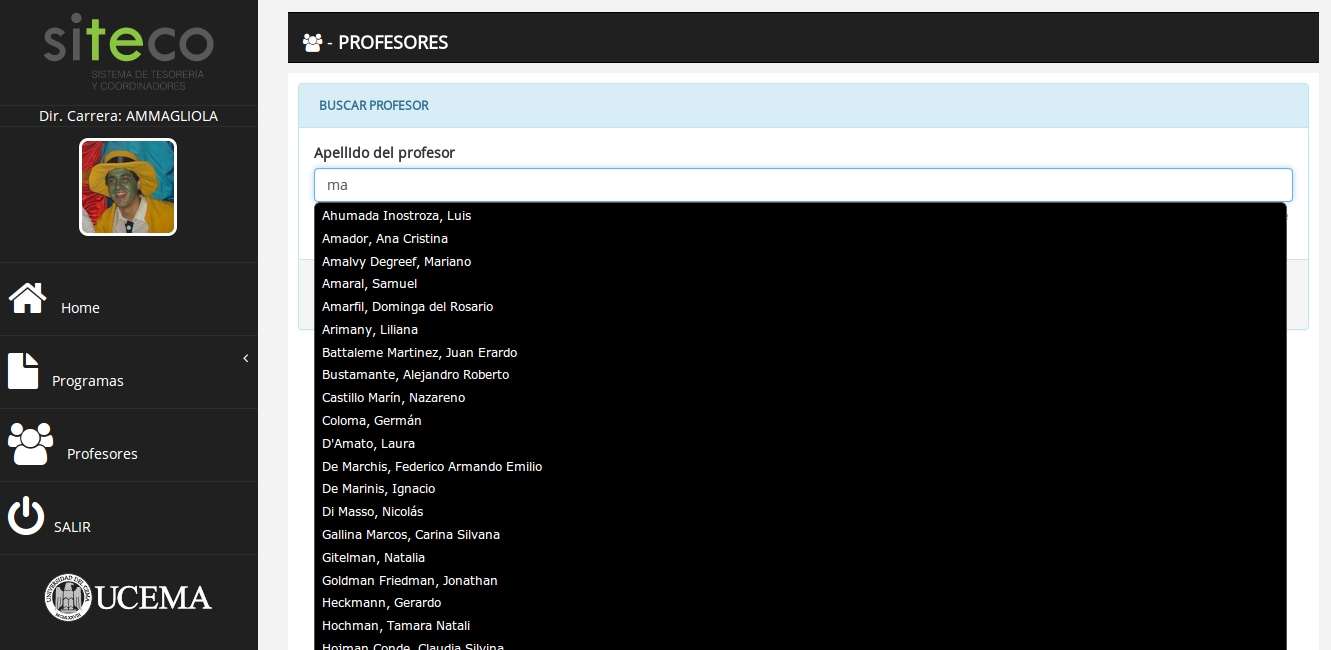 siteco
SISTEMA DE TESORERÍA
Y COORDINADORES
Dir. Carrera: AMMAGLIOLA
Home
Programas
Profesores
SALIR
UCEMA
- PROFESORES
BUSCAR PROFESOR
ApellIdo del profesor
ma
Ahumada Inostroza, Luis
Amador, Ana Cristina
Amalvy Degreef, Mariano
Amaral, Samuel
Amarfil, Dominga del Rosario
Arimany, Liliana
Battaleme Martinez, Juan Erardo
Bustamante, Alejandro Roberto
Castillo Marín, Nazareno
Coloma, Germán
D'Amato, Laura
De Marchis, Federico Armando Emilio
De Marinis, Ignacio
Di Masso, Nicolás
Gallina Marcos, Carina Silvana
Gitelman, Natalia
Goldman Friedman, Jonathan
Heckmann, Gerardo
Hochman, Tamara Natali
Hojman Conde, Claudia Silvina